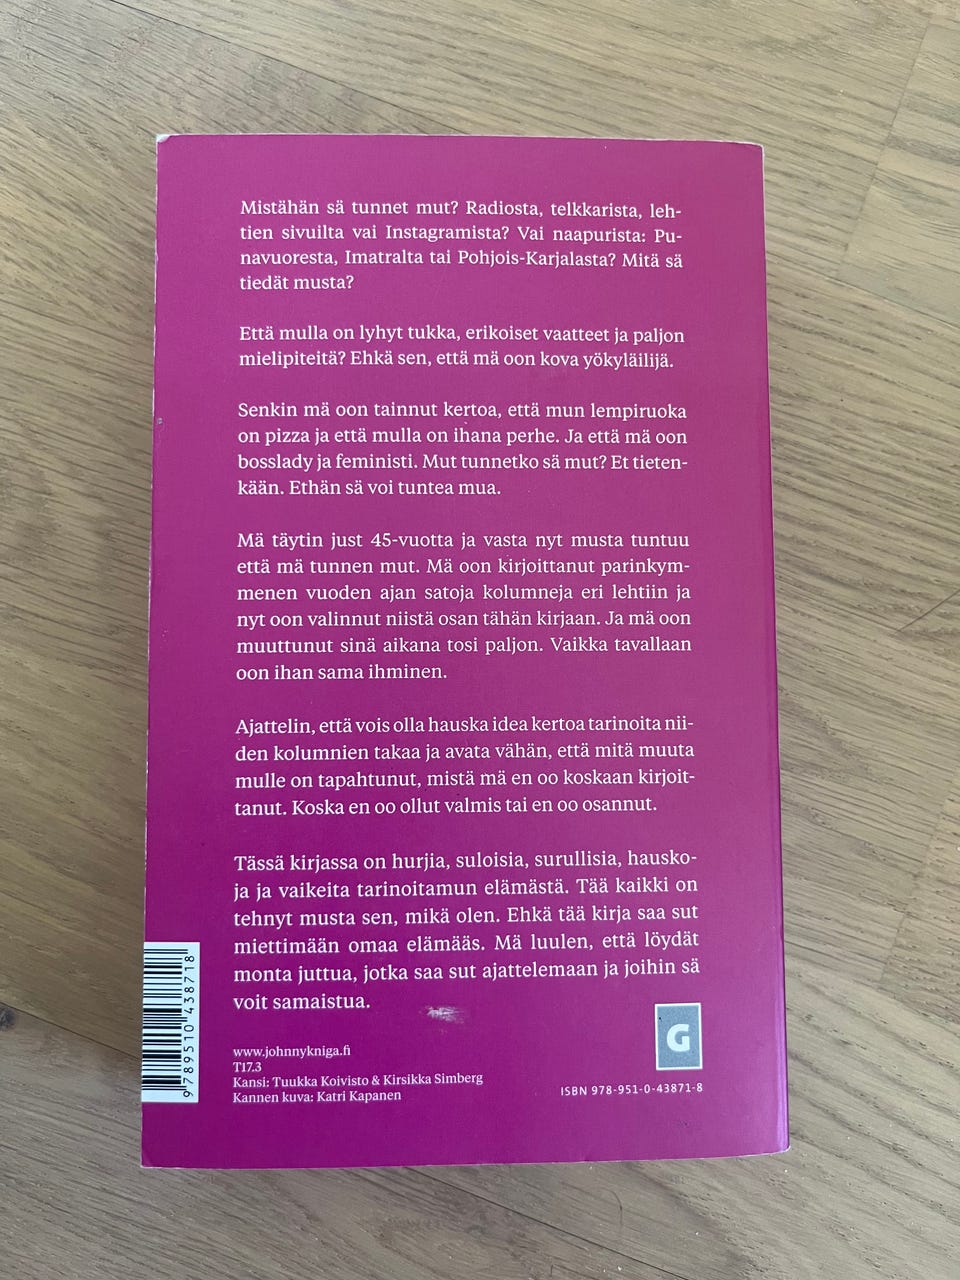 Mistähän sä tunnet mut? Radiosta, telkkarista, leh-
tien sivuilta vai Instagramista? Vai naapurista: Pu-
navuoresta, Imatralta tai Pohjois-Karjalasta? Mitä sä
tiedät musta?
Että mulla on lyhyt tukka, erikoiset vaatteet ja paljon
mielipiteitä? Ehkä sen, että mä oon kova yökyläilijä.
Senkin mä oon tainnut kertoa, että mun lempiruoka
on pizza ja että mulla on ihana perhe. Ja että mä oon
bosslady ja feministi. Mut tunnetko sä mut? Et tieten-
kään. Ethän sä voi tuntea mua.
Mä täytin just 45-vuotta ja vasta nyt musta tuntuu
että mä tunnen mut. Mä oon kirjoittanut parinkym-
menen vuoden ajan satoja kolumneja eri lehtiin ja
nyt oon valinnut niistä osan tähän kirjaan. Ja mä oon
muuttunut sinä aikana tosi paljon. Vaikka tavallaan
oon ihan sama ihminen.
Ajattelin, että vois olla hauska idea kertoa tarinoita nii-
den kolumnien takaa ja avata vähän, että mitä muuta
mulle on tapahtunut, mistä mä en oo koskaan kirjoit-
tanut. Koska en oo ollut valmis tai en oo osannut.
Tässä kirjassa on hurjia, suloisia, surullisia, hausko-
ja ja vaikeita tarinoitamun elämästä. Tää kaikki on
tehnyt musta sen, mikä olen. Ehkä tää kirja saa sut
miettimään omaa elämääs. Mä luulen, että löydät
monta juttua, jotka saa sut ajattelemaan ja joihin sä
voit samaistua.
www.johnnykniga.fi
T17.3
Kansi: Tuukka Koivisto & Kirsikka Simberg
Kannen kuva: Katri Kapanen
G
ISBN 978-951-0-43871-8
9 789510 438718